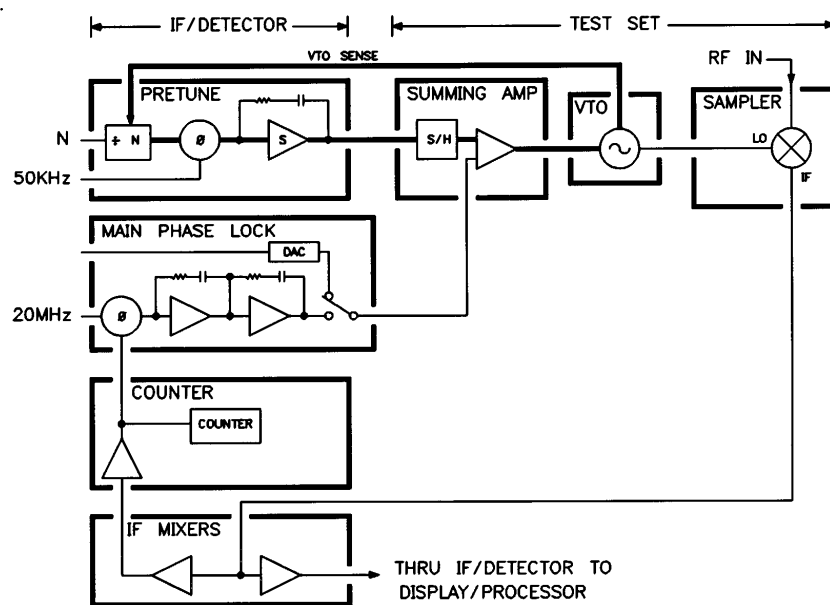 IF/DETECTOR
TEST SET
VTO SENSE
RF IN
PRETUNE
SUMMING AMP
VTO
SAMPLER
N
÷ N
ø
S
S/H
LO
IF
50KHz
MAIN PHASE LOCK
DAC
20MHz
ø
COUNTER
COUNTER
IF MIXERS
THRU IF/DETECTOR TO
DISPLAY/PROCESSOR